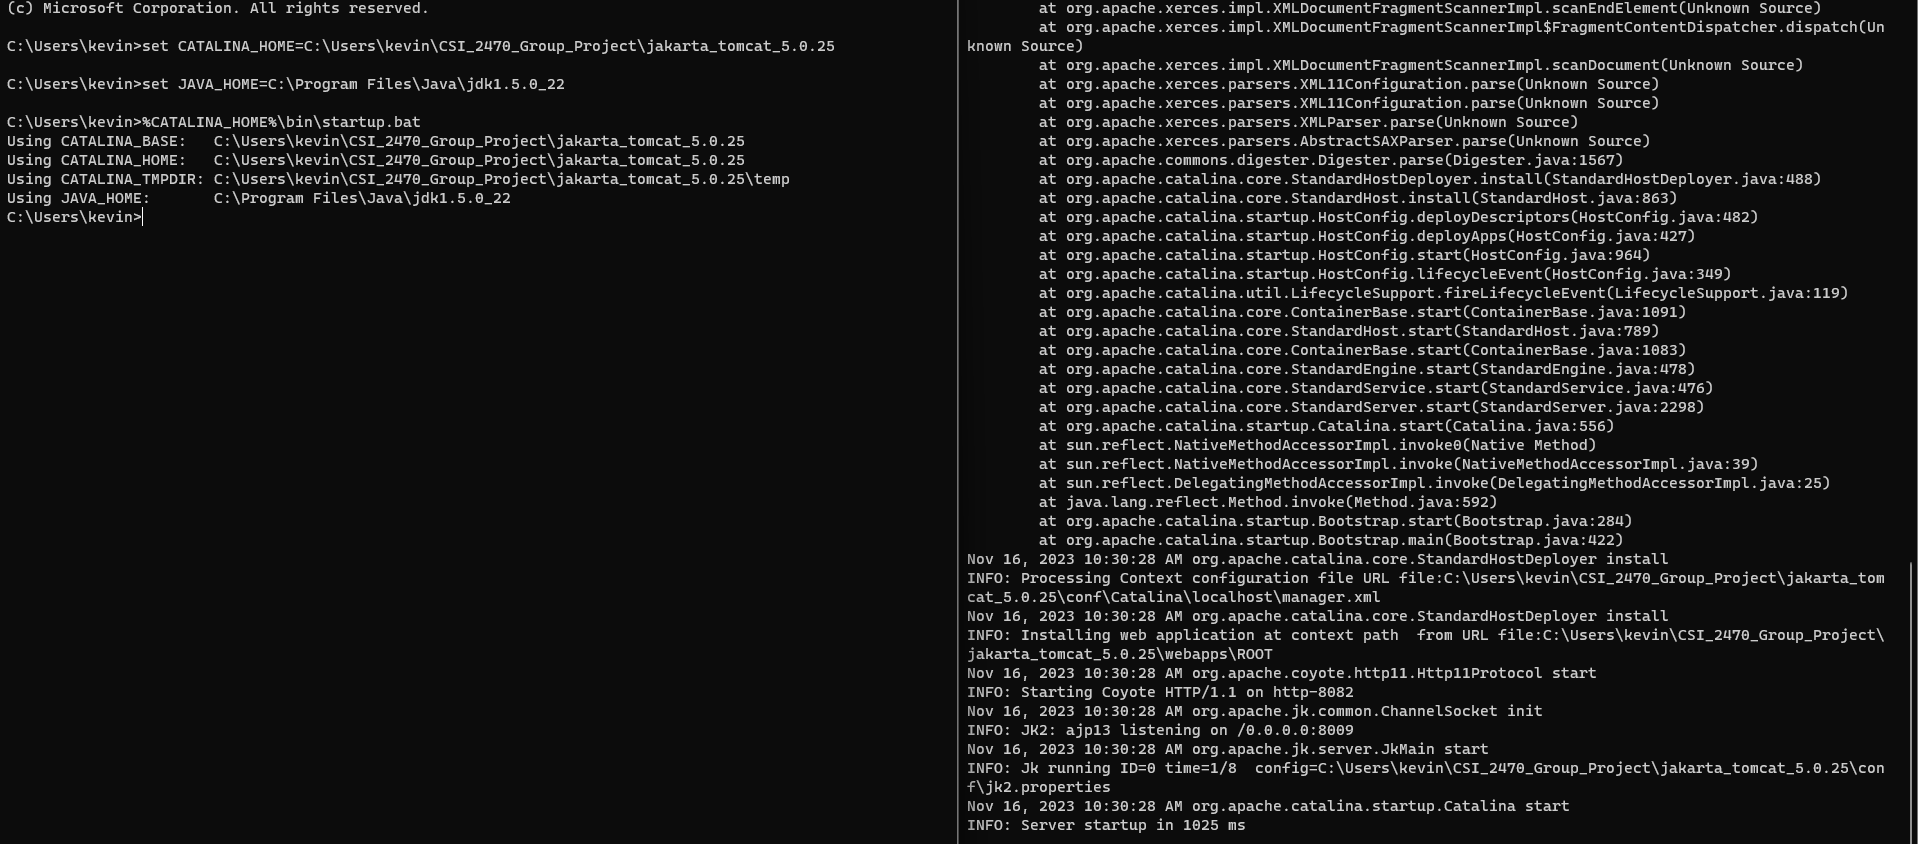 (c) Microsoft Corporation. All rights reserved.
C:\Users\kevin>set CATALINA_HOME=C:\Users\kevin\CSI_2470_Group_Project\jakarta_tomcat_5.0.25
C:\Users\kevin>set JAVA_HOME=C:\Program Files\Java\jdk1.5.0_22
C:\Users\kevin>%CATALINA_HOME%\bin\startup.bat
Using CATALINA_BASE:   C:\Users\kevin\CSI_2470_Group_Project\jakarta_tomcat_5.0.25
Using CATALINA_HOME:   C:\Users\kevin\CSI_2470_Group_Project\jakarta_tomcat_5.0.25
Using CATALINA_TMPDIR: C:\Users\kevin\CSI_2470_Group_Project\jakarta_tomcat_5.0.25\temp
Using JAVA_HOME:       C:\Program Files\Java\jdk1.5.0_22
C:\Users\kevin>
at org.apache.xerces.impl.XMLDocumentFragmentScannerImpl.scanEndElement(Unknown Source)
at org.apache.xerces.impl.XMLDocumentFragmentScannerImpl$FragmentContentDispatcher.dispatch(Un
known Source)
at org.apache.xerces.impl.XMLDocumentFragmentScannerImpl.scanDocument(Unknown Source)
at org.apache.xerces.parsers.XML11Configuration.parse(Unknown Source)
at org.apache.xerces.parsers.XML11Configuration.parse(Unknown Source)
at org.apache.xerces.parsers.XMLParser.parse(Unknown Source)
at org.apache.xerces.parsers.AbstractSAXParser.parse(Unknown Source)
at org.apache.commons.digester.Digester.parse(Digester.java:1567)
at org.apache.catalina.core.StandardHostDeployer.install(StandardHostDeployer.java:488)
at org.apache.catalina.core.StandardHost.install(StandardHost.java:863)
at org.apache.catalina.startup.HostConfig.deployDescriptors(HostConfig.java:482)
at org.apache.catalina.startup.HostConfig.deployApps(HostConfig.java:427)
at org.apache.catalina.startup.HostConfig.start(HostConfig.java:964)
at org.apache.catalina.startup.HostConfig.lifecycleEvent(HostConfig.java:349)
at org.apache.catalina.util.LifecycleSupport.fireLifecycleEvent(LifecycleSupport.java:119)
at org.apache.catalina.core.ContainerBase.start(ContainerBase.java:1091)
at org.apache.catalina.core.StandardHost.start(StandardHost.java:789)
at org.apache.catalina.core.ContainerBase.start(ContainerBase.java:1083)
at org.apache.catalina.core.StandardEngine.start(StandardEngine.java:478)
at org.apache.catalina.core.StandardService.start(StandardService.java:476)
at org.apache.catalina.core.StandardServer.start(StandardServer.java:2298)
at org.apache.catalina.startup.Catalina.start(Catalina.java:556)
at sun.reflect.NativeMethodAccessorImpl.invoke0(Native Method)
at sun.reflect.NativeMethodAccessorImpl.invoke(NativeMethodAccessorImpl.java:39)
at sun.reflect.DelegatingMethodAccessorImpl.invoke(DelegatingMethodAccessorImpl.java:25)
at java.lang.reflect.Method.invoke(Method.java:592)
at org.apache.catalina.startup.Bootstrap.start(Bootstrap.java:284)
at org.apache.catalina.startup.Bootstrap.main(Bootstrap.java:422)
Nov 16, 2023 10:30:28 AM org.apache.catalina.core.StandardHostDeployer install
INFO: Processing Context configuration file URL file:C:\Users\kevin\CSI_2470_Group_Project\jakarta_tom
cat_5.0.25\conf\Catalina\localhost\manager.xml
Nov 16, 2023 10:30:28 AM org.apache.catalina.core.StandardHostDeployer install
INFO: Installing web application at context path  from URL file:C:\Users\kevin\CSI_2470_Group_Project\
jakarta_tomcat_5.0.25\webapps\ROOT
Nov 16, 2023 10:30:28 AM org.apache.coyote.http11.Http11Protocol start
INFO: Starting Coyote HTTP/1.1 on http-8082
Nov 16, 2023 10:30:28 AM org.apache.jk.common.ChannelSocket init
INFO: Jk2: ajp13 listening on /0.0.0.0:8009
Nov 16, 2023 10:30:28 AM org.apache.jk.server.JkMain start
INFO: Jk running ID=0 time=1/8  config=C:\Users\kevin\CSI_2470_Group_Project\jakarta_tomcat_5.0.25\con
f\jk2.properties
Nov 16, 2023 10:30:28 AM org.apache.catalina.startup.Catalina start
INFO: Server startup in 1025 ms